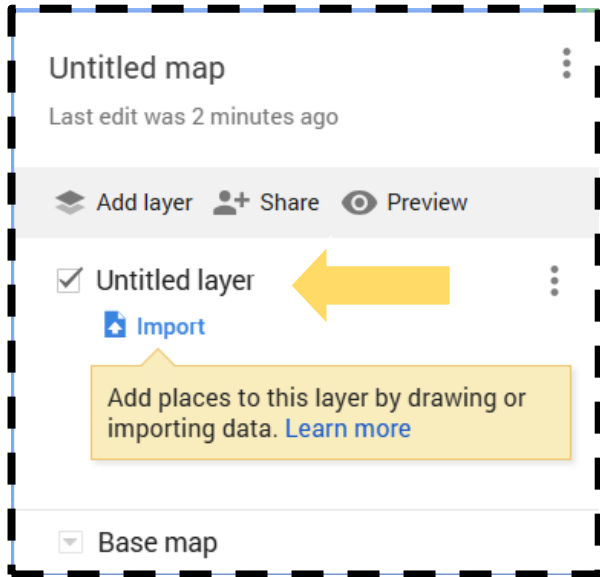 Untitled map
Last edit was 2 minutes ago
Add layer Share Preview
Untitled layer
Import
Add places to this layer by drawing or
importing data. Learn more
Base map